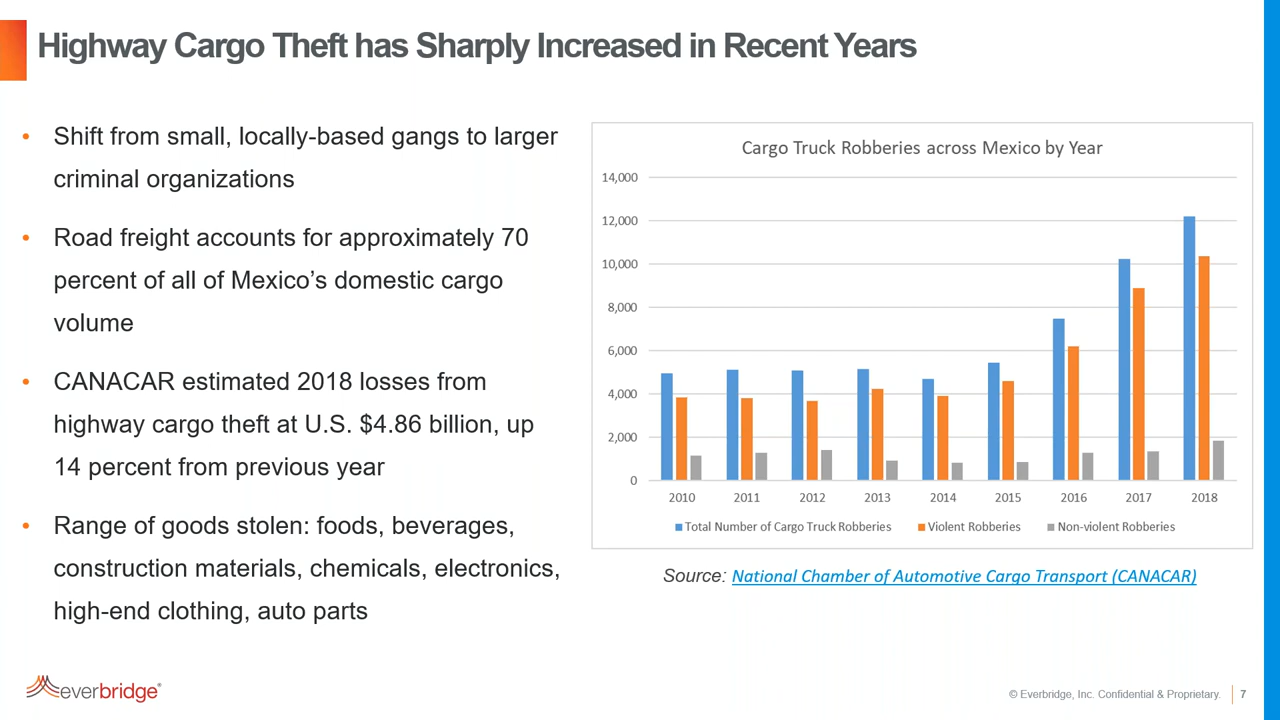 Highway Cargo Theft has Sharply Increased in Recent Years
• Shift from small, locally-based gangs to larger
criminal organizations
• Road freight accounts for approximately 70
percent of all of Mexico’s domestic cargo
volume
• CANACAR estimated 2018 losses from
highway cargo theft at U.S. $4.86 billion, up
14 percent from previous year
• Range of goods stolen: foods, beverages,
construction materials, chemicals, electronics,
high-end clothing, auto parts
Cargo Truck Robberies across Mexico by Year
14,000
12,000
10,000
8,000
6,000
4,000
2,000
0
2010 2011 2012 2013 2014 2015 2016 2017 2018
Total Number of Cargo Truck Robberies Violent Robberies Non-violent Robberies
Source: National Chamber of Automotive Cargo Transport (CANACAR)
everbridge®
© Everbridge, Inc. Confidential & Proprietary. 7